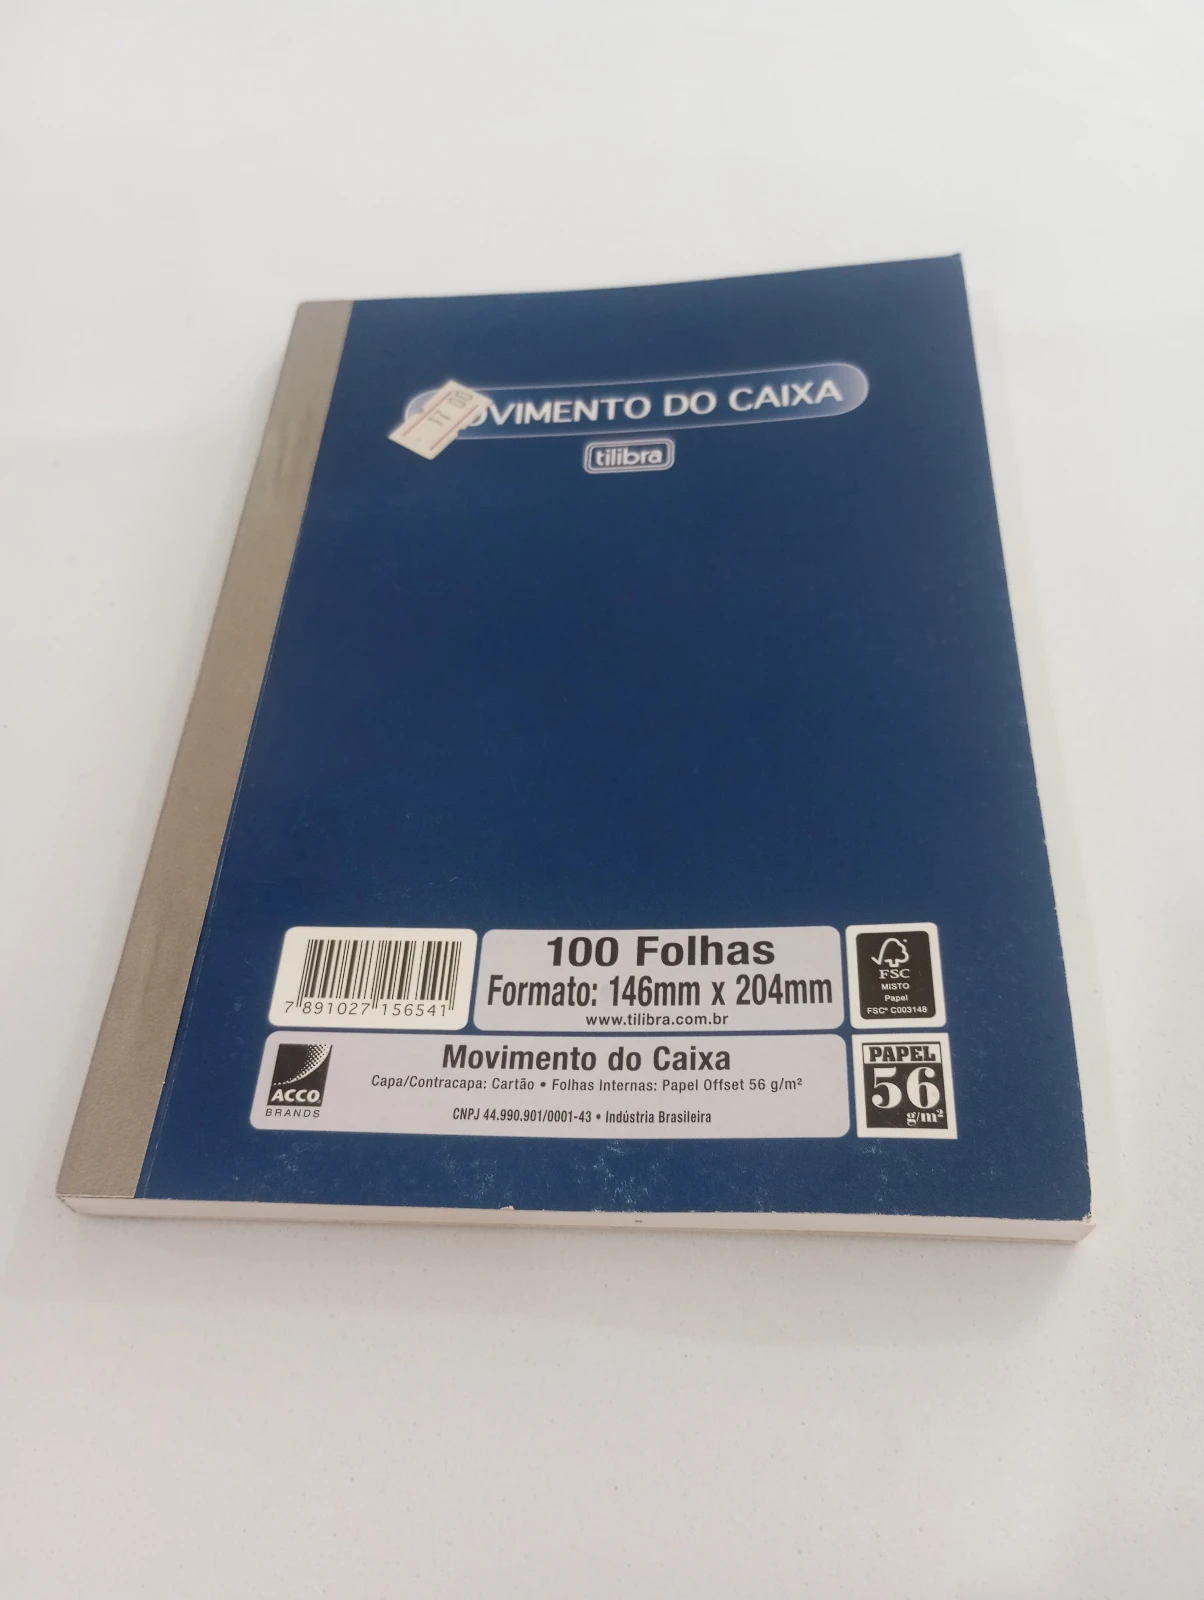 17 00
MOVIMENTO DO CAIXA
tilibra
7 891027 156541
100 Folhas
Formato: 146mm x 204mm
www.tilibra.com.br
FSC
MISTO
Papel
FSC® C003148
ACCO
BRANDS
Movimento do Caixa
Capa/Contracapa: Cartão • Folhas Internas: Papel Offset 56 g/m²
CNPJ 44.990.901/0001-43 • Indústria Brasileira
PAPEL
56
g/m²